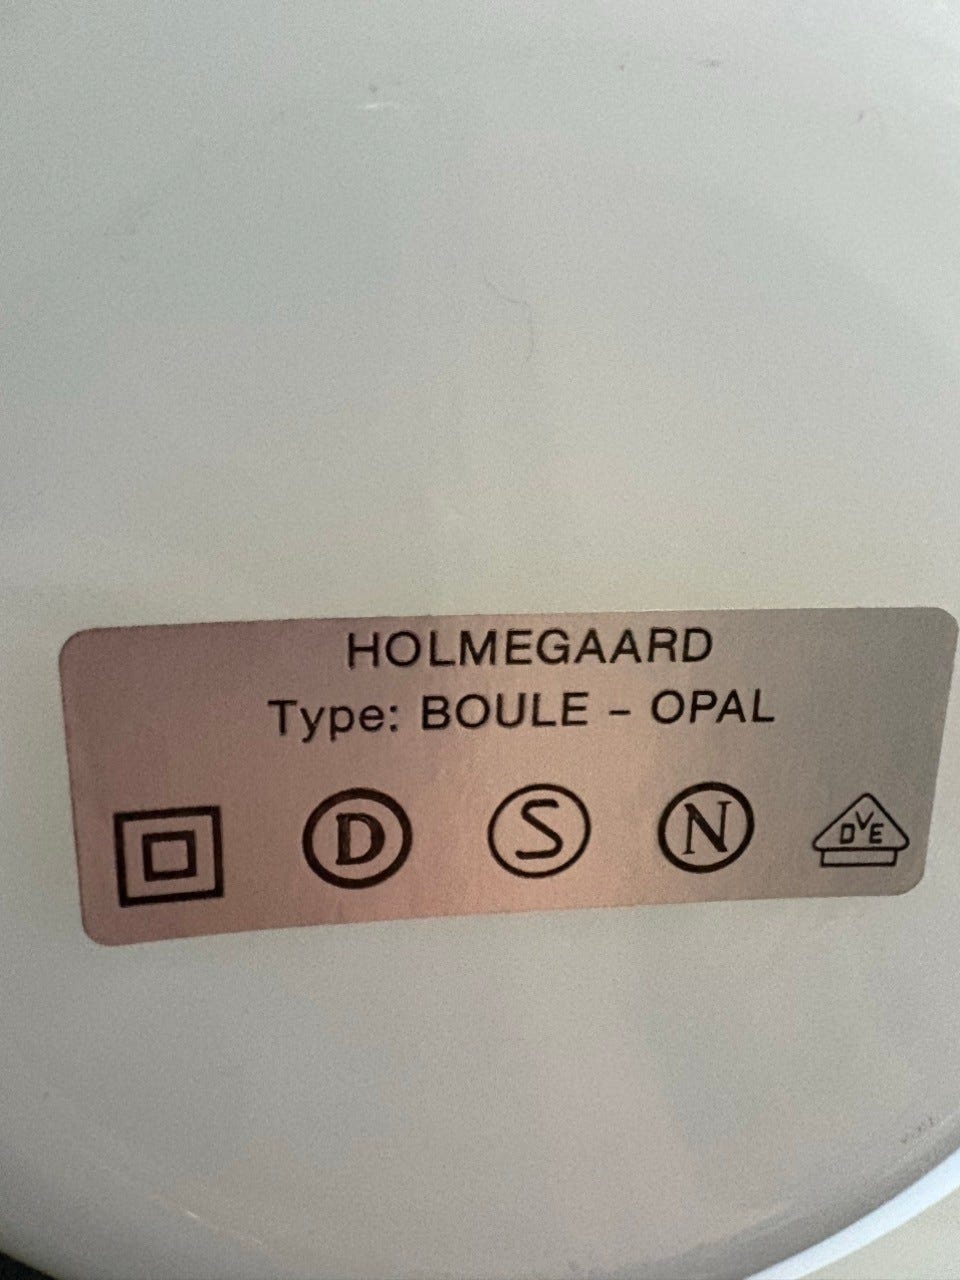 HOLMEGAARD
Type: BOULE - OPAL
D S N DVE